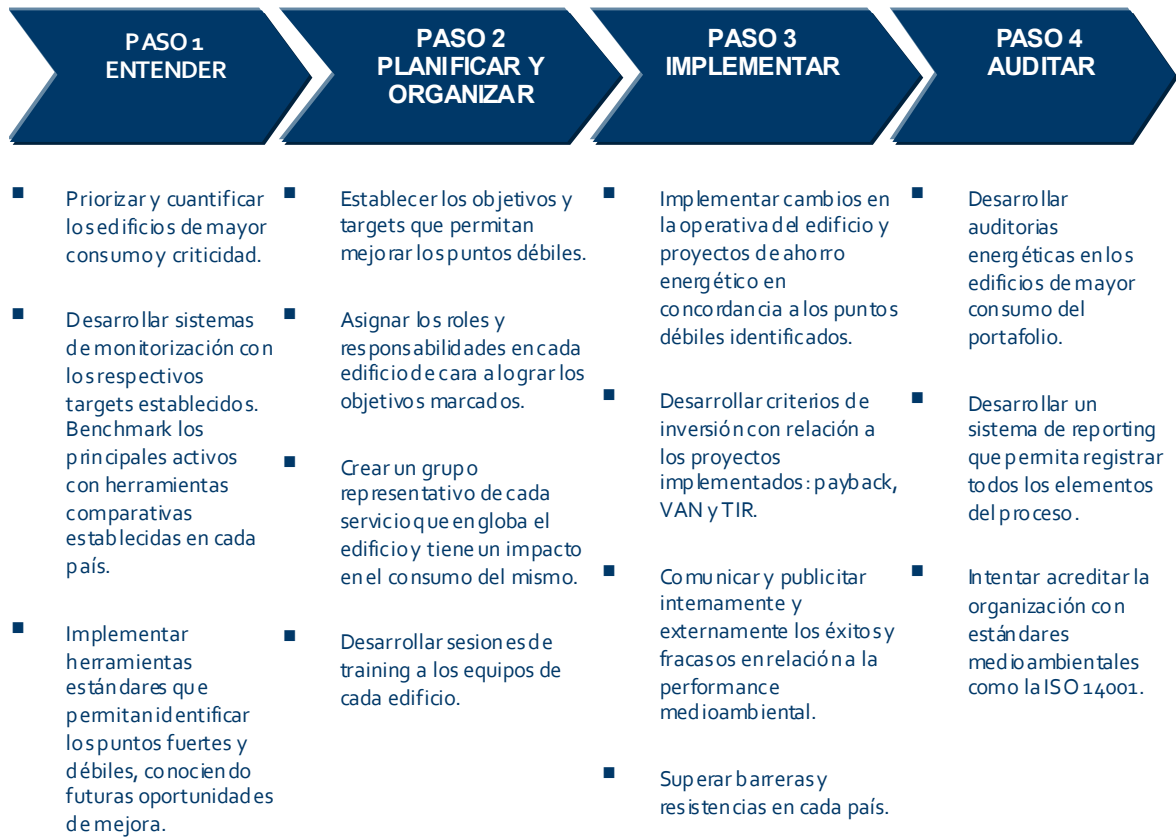 PASO 1
ENTENDER
PASO 2
PLANIFICAR Y
ORGANIZAR
PASO 3
IMPLEMENTAR
PASO 4
AUDITAR
Priorizar y cuantificar
los edificios de mayor
consumo y criticidad.
Desarrollar sistemas
de monitorización con
los respectivos
targets establecidos.
Benchmark los
principales activos
con herramientas
comparativas
establecidas en cada
país.
Implementar
herramientas
estándares que
permitan identificar
los puntos fuertes y
débiles, conociendo
futuras oportunidades
de mejora.
Establecer los objetivos y
targets que permitan
mejorar los puntos débiles.
Asignar los roles y
responsabilidades en cada
edificio de cara a lograr los
objetivos marcados.
Crear un grupo
representativo de cada
servicio que engloba el
edificio y tiene un impacto
en el consumo del mismo.
Desarrollar sesiones de
training a los equipos de
cada edificio.
Implementar cambios en
la operativa del edificio y
proyectos de ahorro
energético en
concordancia a los puntos
débiles identificados.
Desarrollar criterios de
inversión con relación a
los proyectos
implementados: payback,
VAN y TIR.
Comunicar y publicitar
internamente y
externamente los éxitos y
fracasos en relación a la
performance
medioambiental.
Superar barreras y
resistencias en cada país.
Desarrollar
auditorias
energéticas en los
edificios de mayor
consumo del
portafolio.
Desarrollar un
sistema de reporting
que permita registrar
todos los elementos
del proceso.
Intentar acreditar la
organización con
estándares
medioambientales
como la ISO 14001.